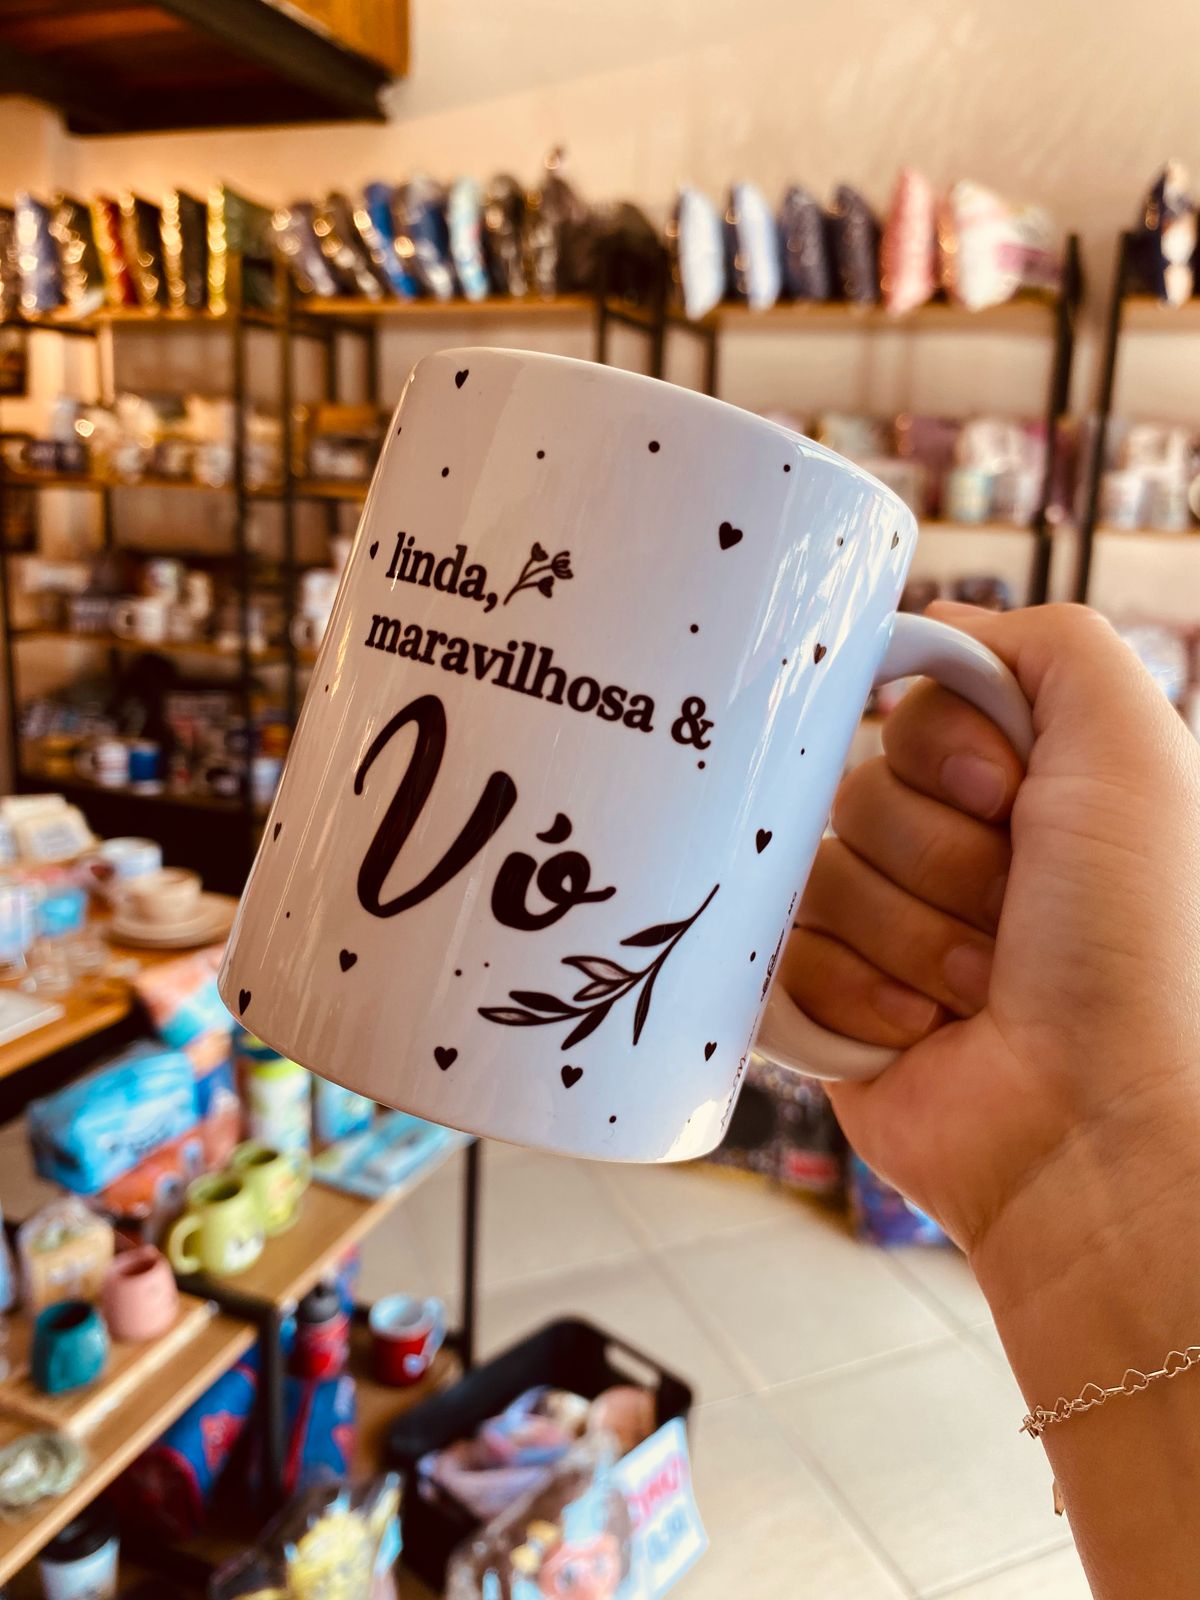 linda,
maravilhosa &
Vó